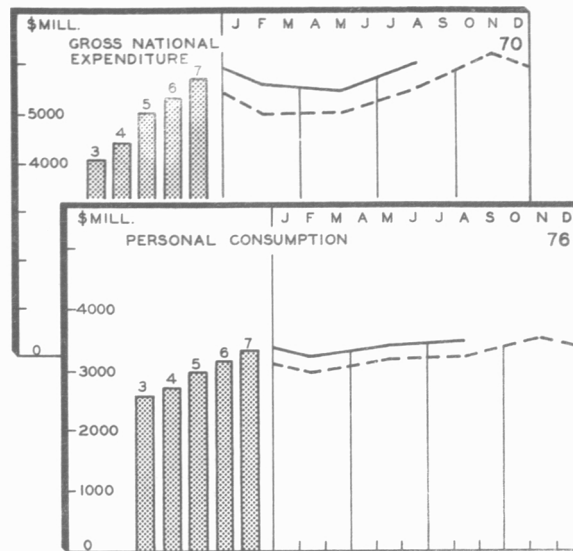 $MILL.
J F M A M J J A S O N D
GROSS NATIONAL
EXPENDITURE
70
7
6
5
5000
4
3
4000
$MILL.
J F M A M J J A S O N D
PERSONAL CONSUMPTION
76
4000
0
7
6
3000
5
4
3
2000
1000
0